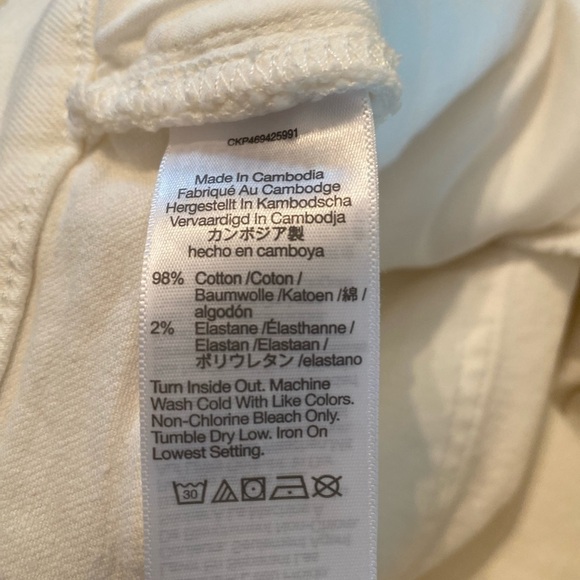 CKP469425991
Made In Cambodia
Fabriqué Au Cambodge
Hergestellt In Kambodscha
Vervaardigd In Cambodja
カンボジア製
hecho en camboya
98% Cotton /Coton /
Baumwolle /Katoen /綿 /
algodón
2% Elastane /Élasthanne /
Elastan /Elastaan /
ポリウレタン /elastano
Turn Inside Out. Machine
Wash Cold With Like Colors.
Non-Chlorine Bleach Only.
Tumble Dry Low. Iron On
Lowest Setting.
30